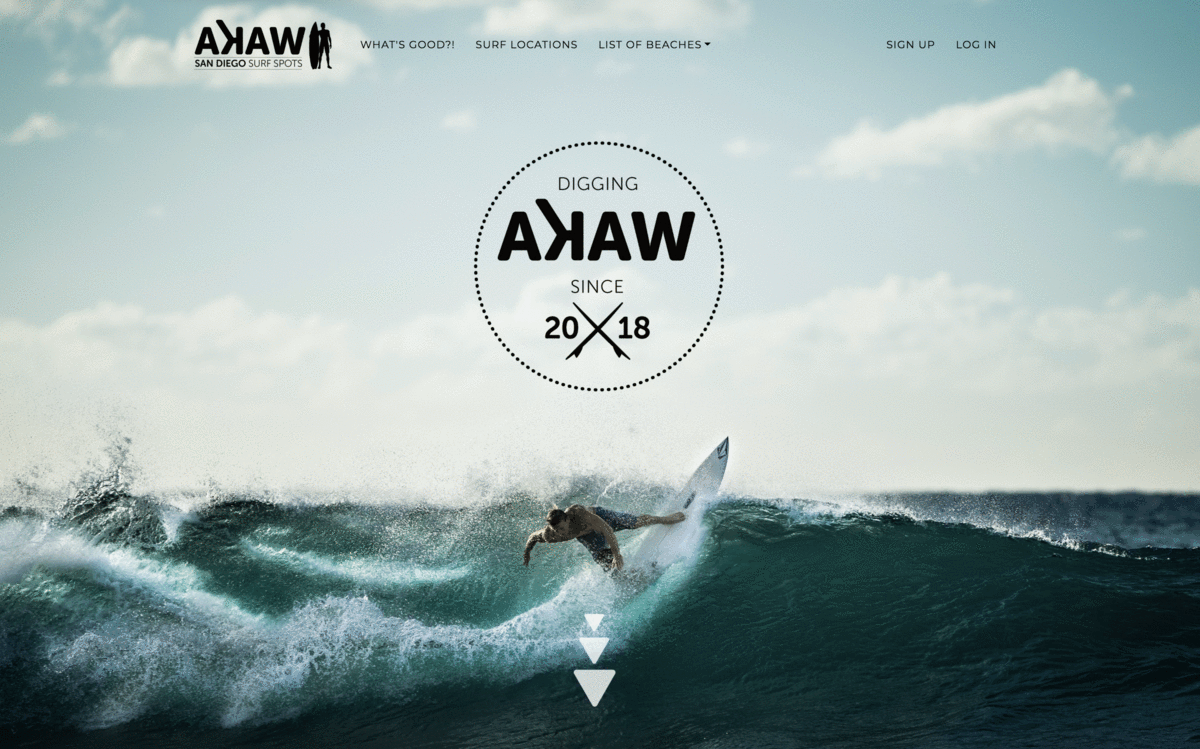 AKAW
SAN DIEGO SURF SPOTS
WHAT'S GOOD?!
SURF LOCATIONS
LIST OF BEACHES
SIGN UP
LOG IN
DIGGING
AKAW
SINCE
20 18